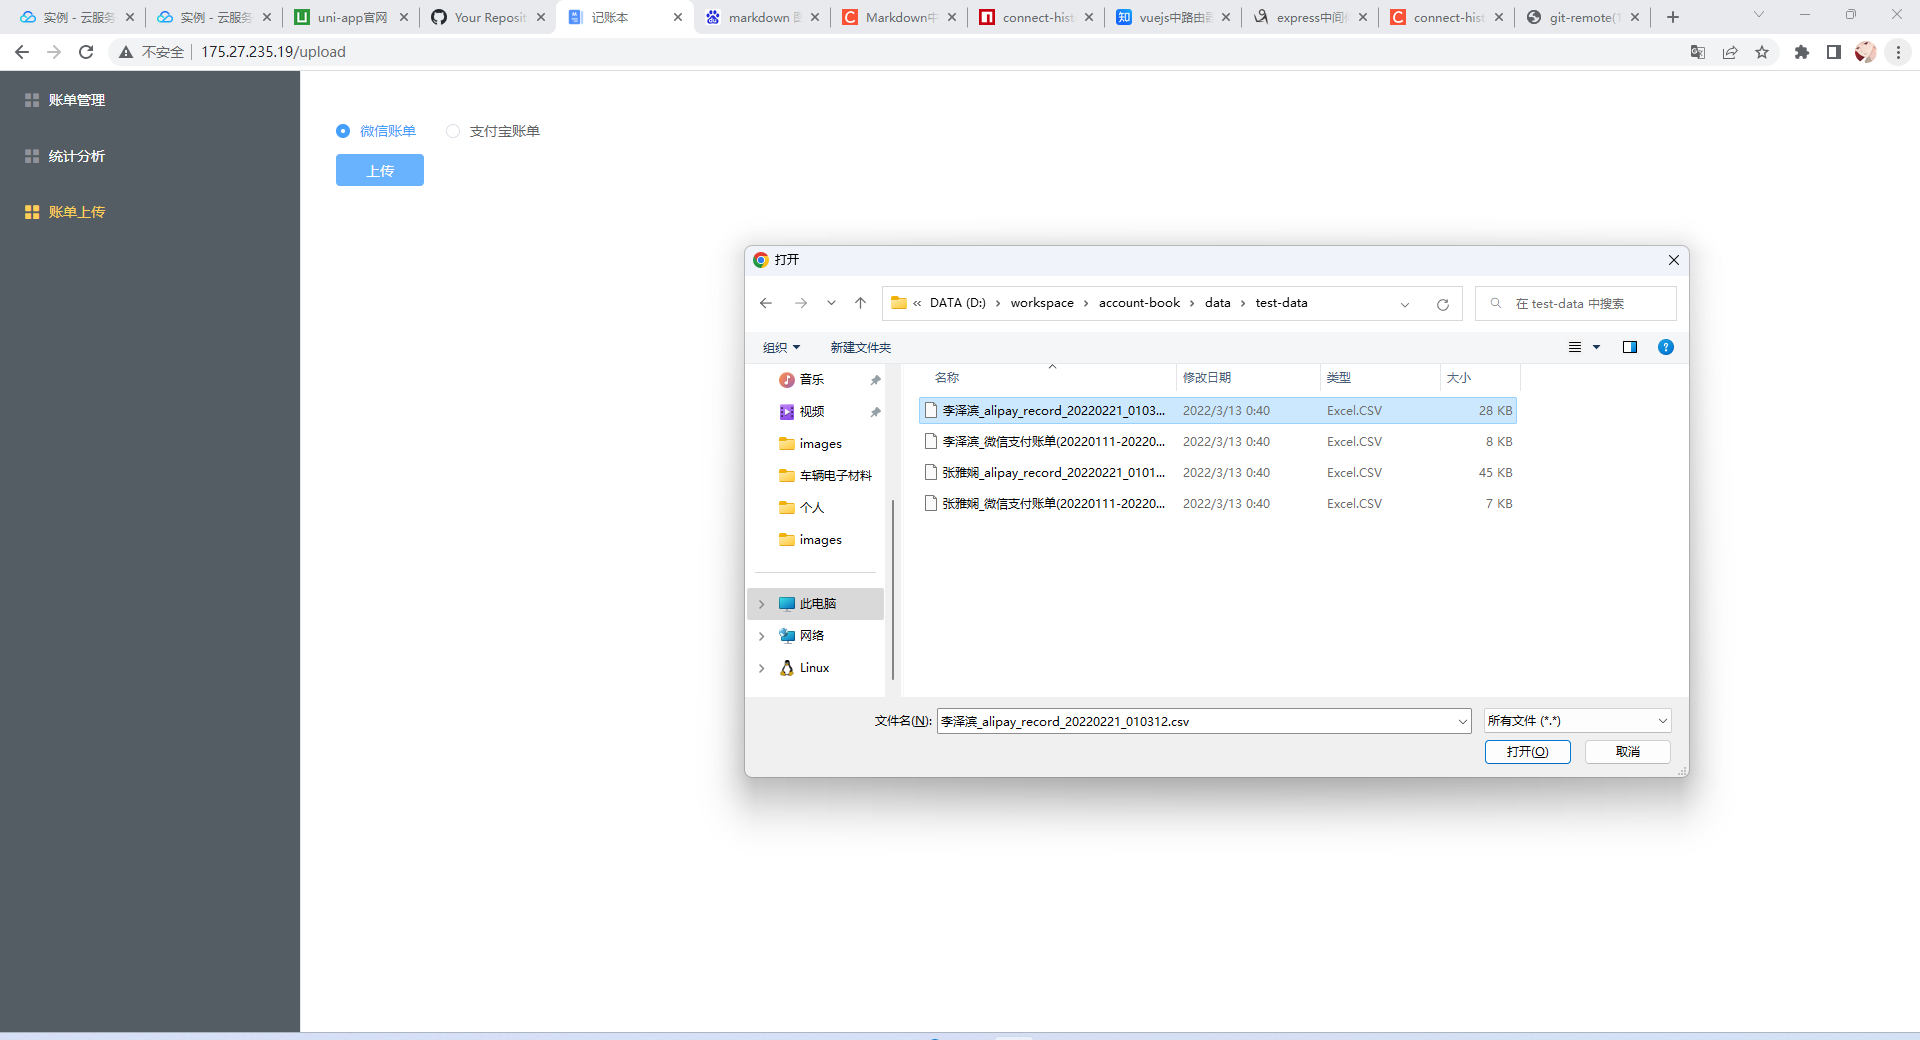 实例 - 云服务
实例 - 云服务
uni-app官网
Your Reposit
记账本
markdown
Markdown中
connect-hist
vuejs中路由
express中间
connect-hist
git-remote(
不安全 175.27.235.19/upload
账单管理
统计分析
账单上传
微信账单 支付宝账单
上传
打开
« DATA (D:) › workspace › account-book › data › test-data
在 test-data 中搜索
组织 新建文件夹
音乐
视频
images
车辆电子材料
个人
images
此电脑
网络
Linux
名称 修改日期 类型 大小
李泽滨_alipay_record_20220221_0103... 2022/3/13 0:40 Excel.CSV 28 KB
李泽滨_微信支付账单(20220111-20220... 2022/3/13 0:40 Excel.CSV 8 KB
张雅娴_alipay_record_20220221_0101... 2022/3/13 0:40 Excel.CSV 45 KB
张雅娴_微信支付账单(20220111-20220... 2022/3/13 0:40 Excel.CSV 7 KB
文件名(N): 李泽滨_alipay_record_20220221_010312.csv 所有文件 (*.*)
打开(O) 取消